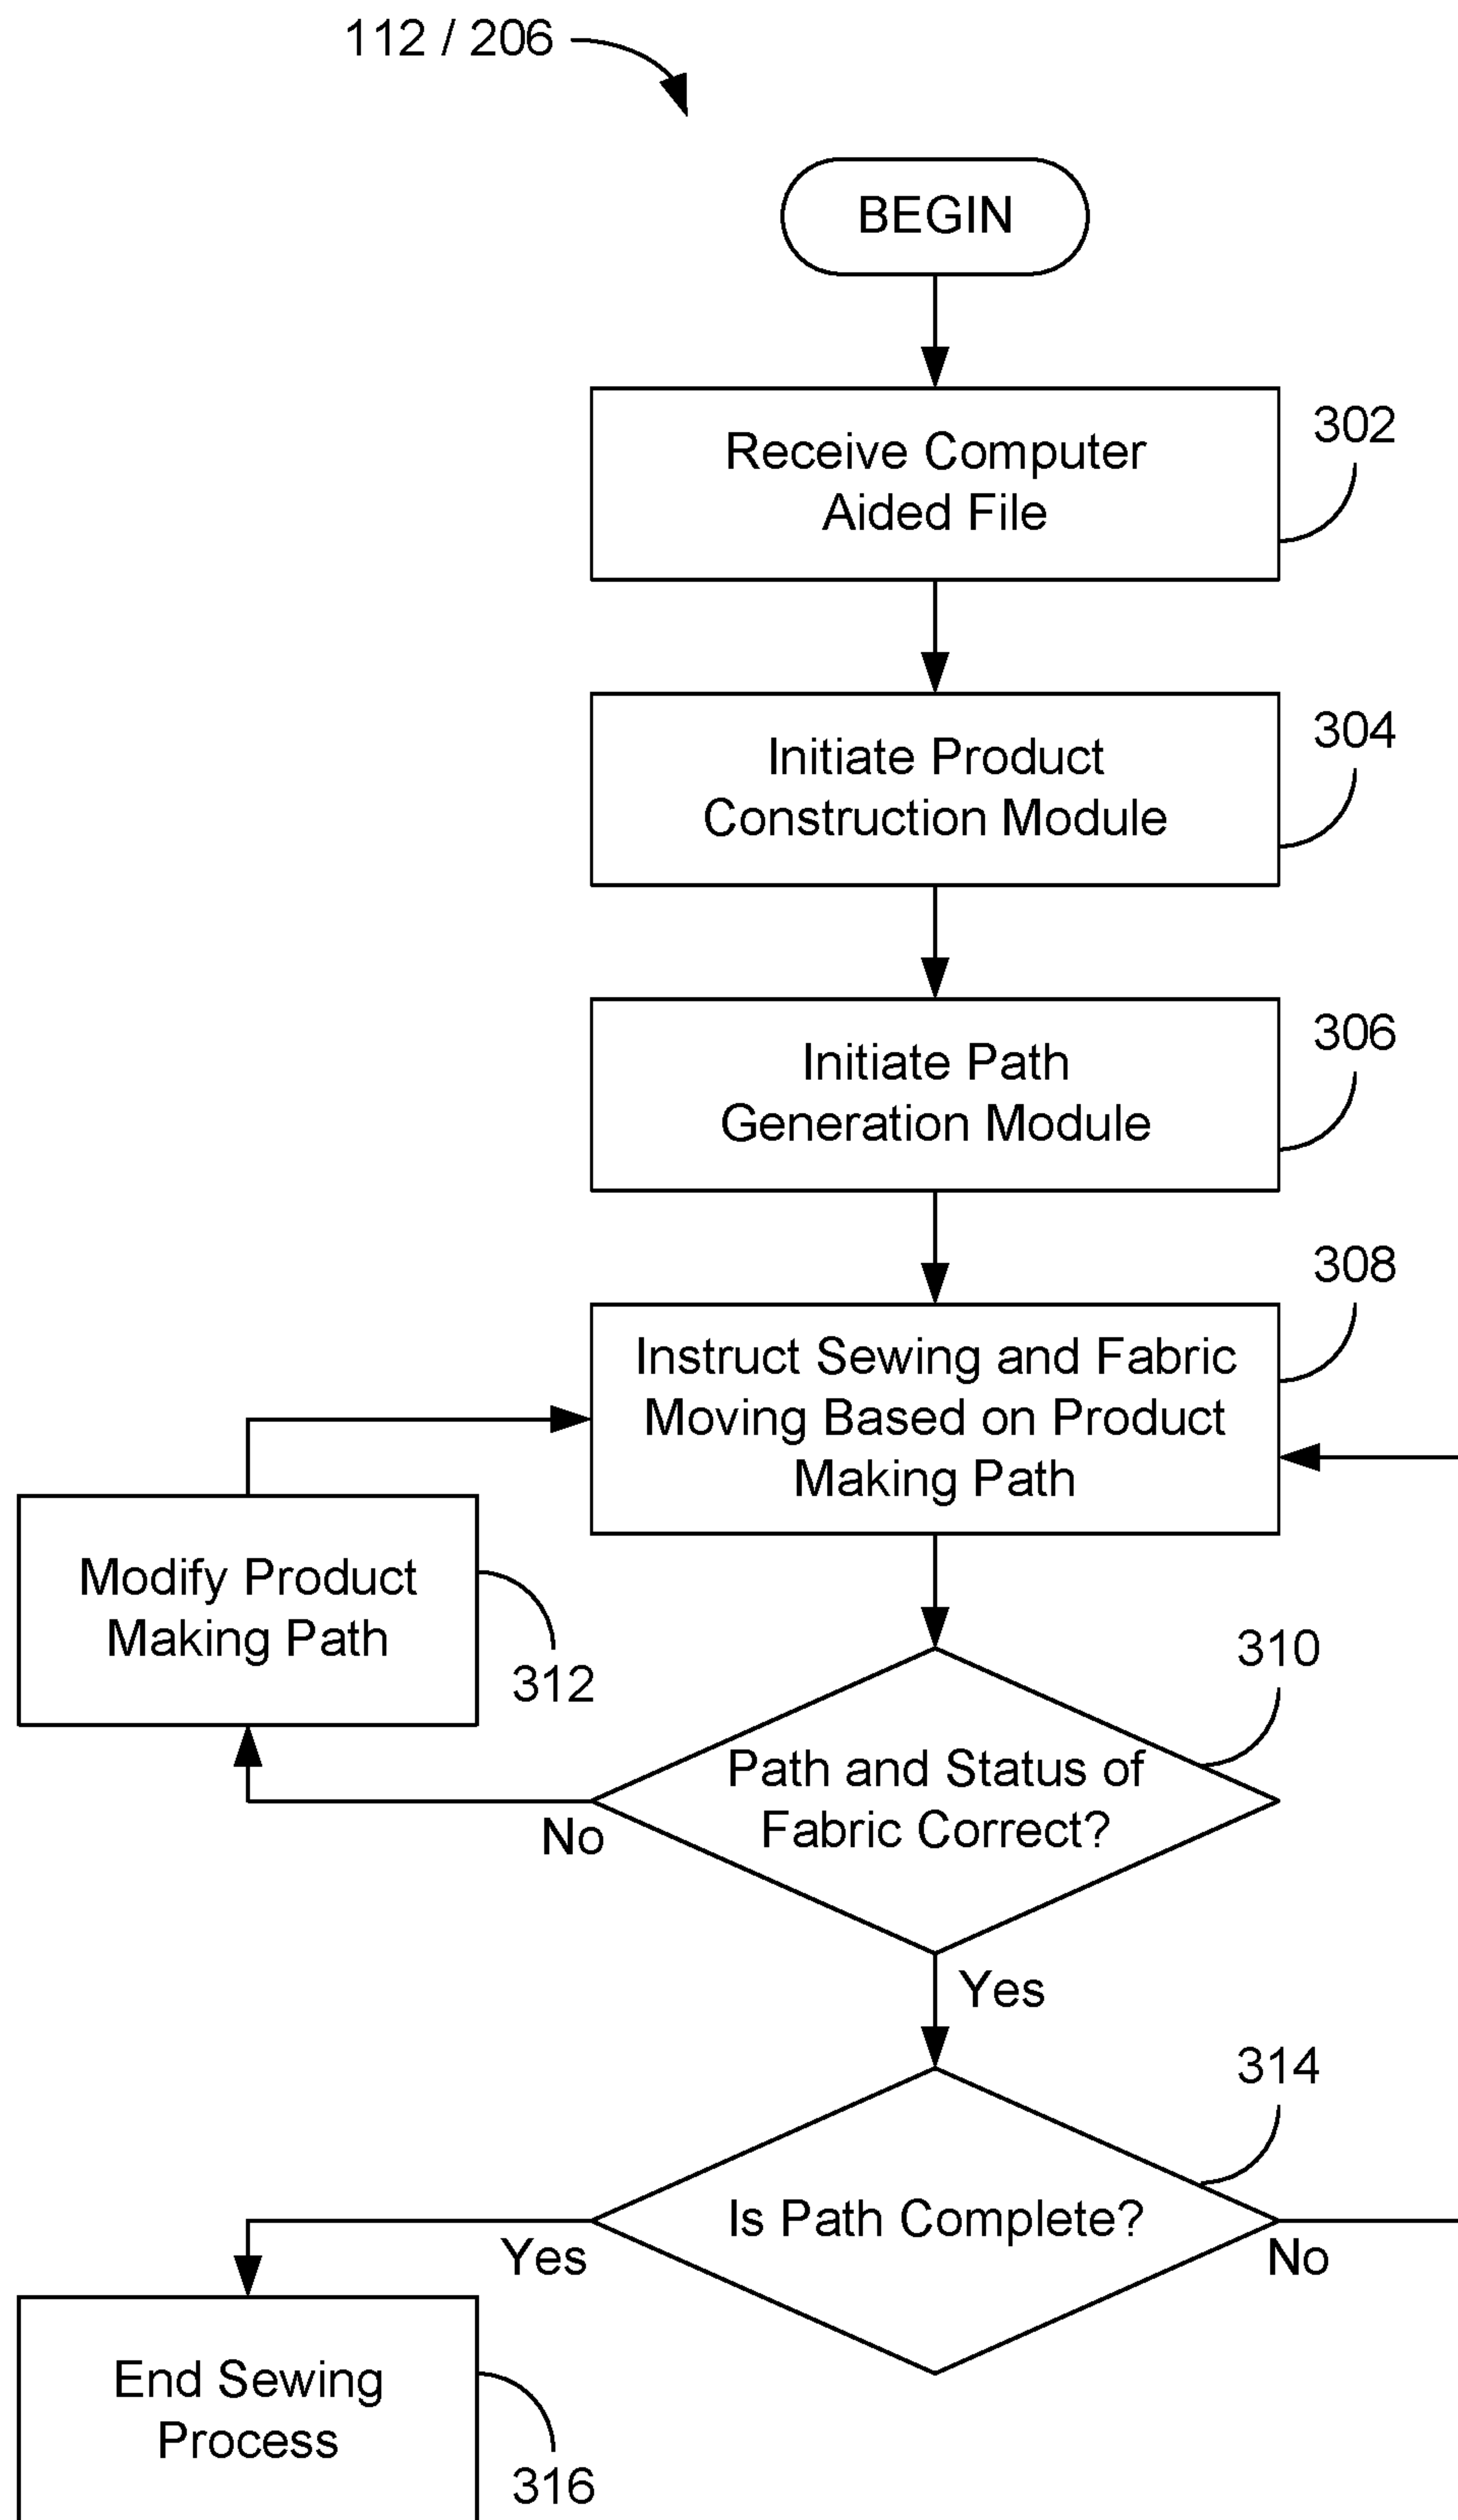 112 / 206
BEGIN
Receive Computer
Aided File
302
Initiate Product
Construction Module
304
Initiate Path
Generation Module
306
308
Instruct Sewing and Fabric
Moving Based on Product
Making Path
Modify Product
Making Path
312
310
Path and Status of
Fabric Correct?
No
Yes
314
Is Path Complete?
Yes
No
End Sewing
Process
316